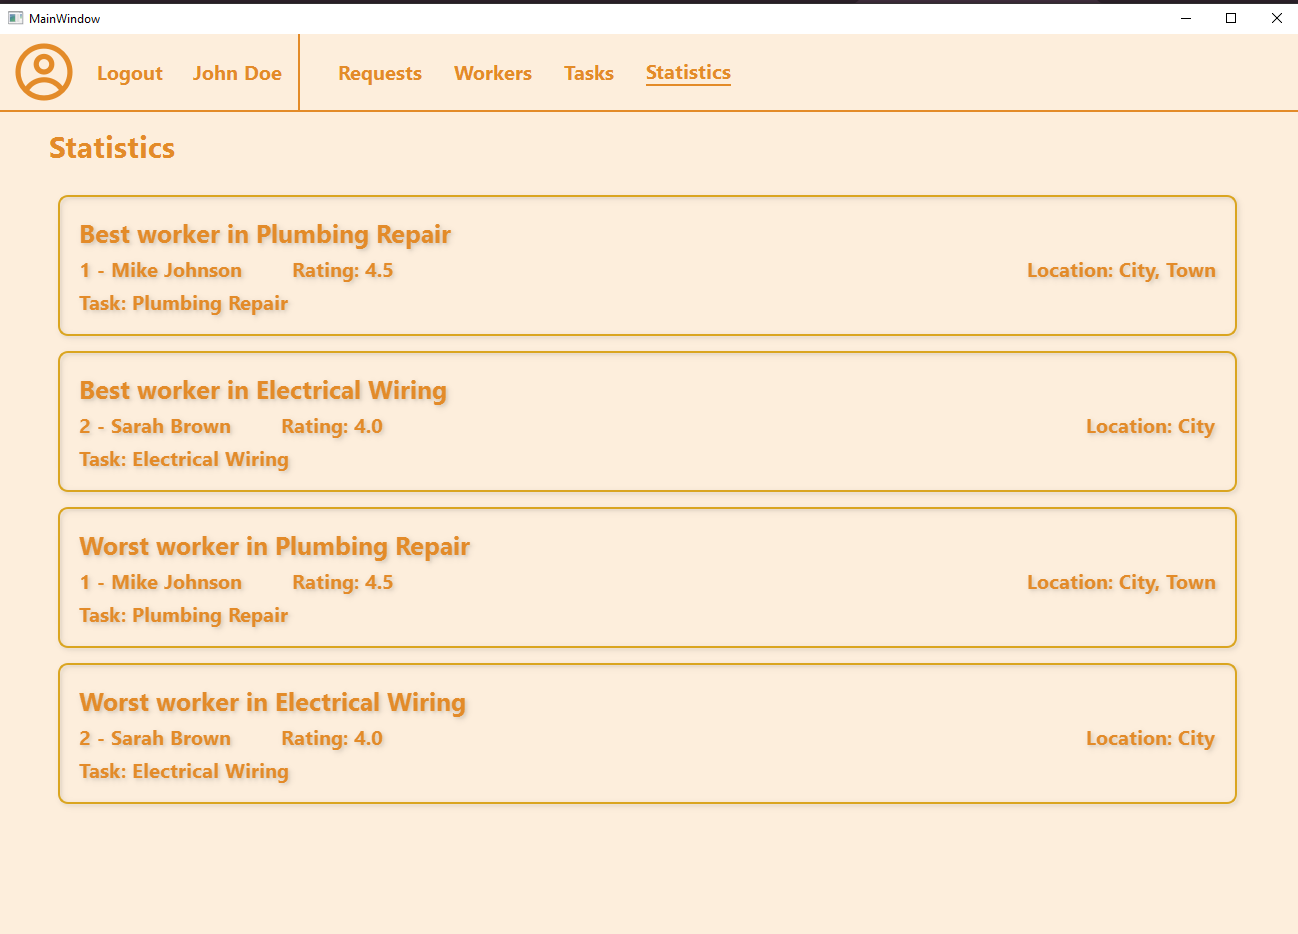 MainWindow
Logout John Doe Requests Workers Tasks Statistics
Statistics
Best worker in Plumbing Repair
1 - Mike Johnson Rating: 4.5 Location: City, Town
Task: Plumbing Repair
Best worker in Electrical Wiring
2 - Sarah Brown Rating: 4.0 Location: City
Task: Electrical Wiring
Worst worker in Plumbing Repair
1 - Mike Johnson Rating: 4.5 Location: City, Town
Task: Plumbing Repair
Worst worker in Electrical Wiring
2 - Sarah Brown Rating: 4.0 Location: City
Task: Electrical Wiring